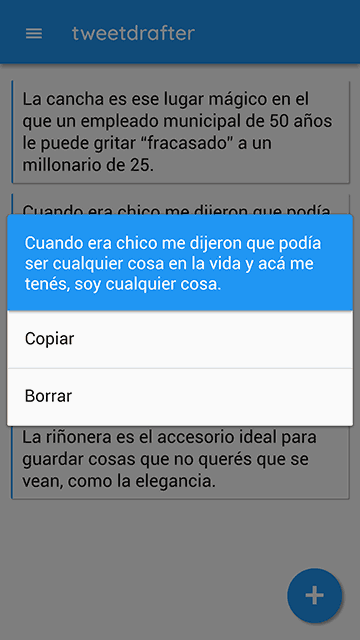 tweetdrafter
La cancha es ese lugar mágico en el
que un empleado municipal de 50 años
le puede gritar “fracasado” a un
millonario de 25.
Cuando era chico me dijeron que podía
Cuando era chico me dijeron que podía
ser cualquier cosa en la vida y acá me
tenés, soy cualquier cosa.
Copiar
Borrar
La riñonera es el accesorio ideal para
guardar cosas que no querés que se
vean, como la elegancia.